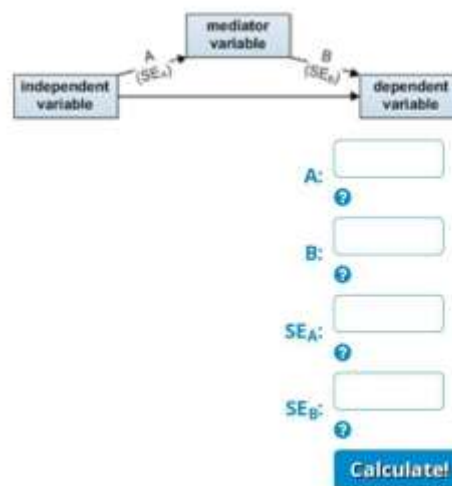 mediator
variable
A
(SEA)
B
(SEB)
independent
variable
dependent
variable
A:
?
B:
?
SEA:
?
SEB:
?
Calculate!